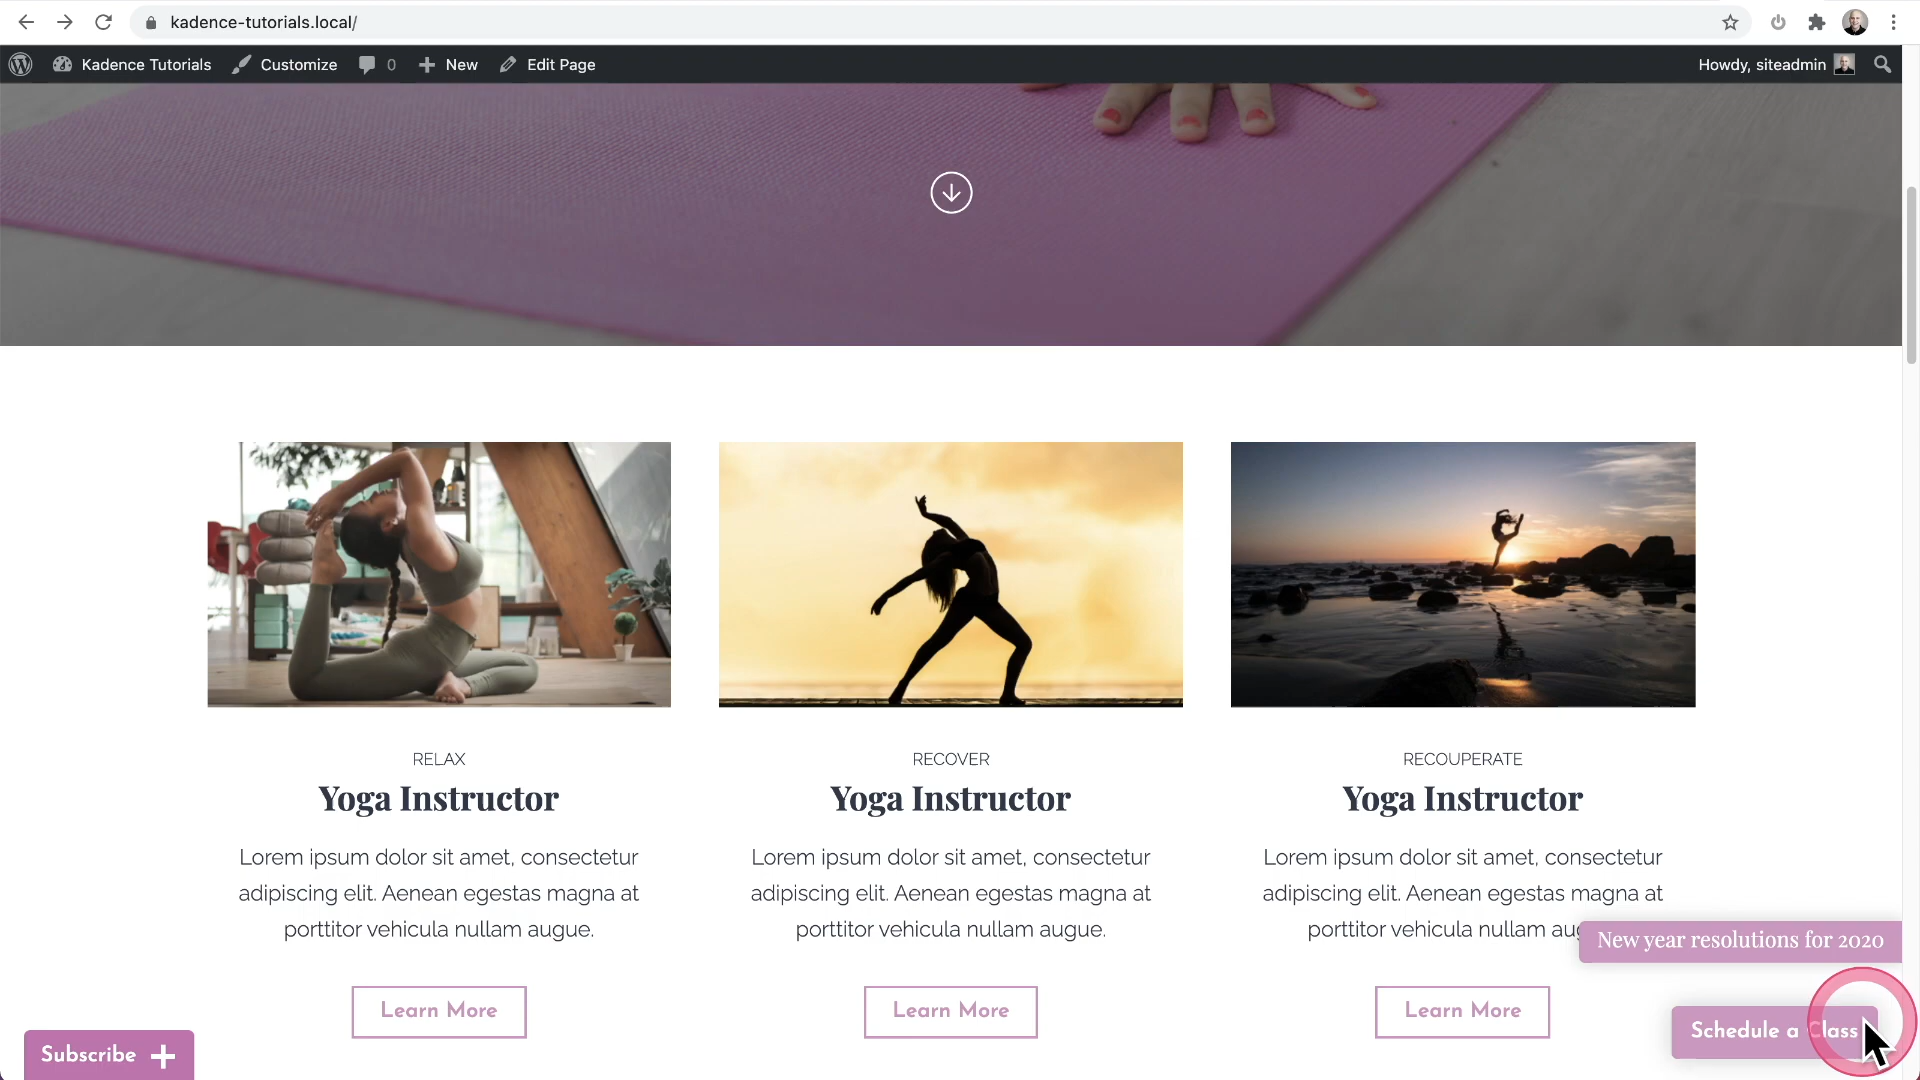 kadence-tutorials.local/
Kadence Tutorials Customize 0 New Edit Page Howdy, siteadmin
RELAX
Yoga Instructor
Lorem ipsum dolor sit amet, consectetur
adipiscing elit. Aenean egestas magna at
porttitor vehicula nullam augue.
Learn More
RECOVER
Yoga Instructor
Lorem ipsum dolor sit amet, consectetur
adipiscing elit. Aenean egestas magna at
porttitor vehicula nullam augue.
Learn More
RECOUPERATE
Yoga Instructor
Lorem ipsum dolor sit amet, consectetur
adipiscing elit. Aenean egestas magna at
porttitor vehicula nullam
Learn More
New year resolutions for 2020
Schedule a Class
Subscribe